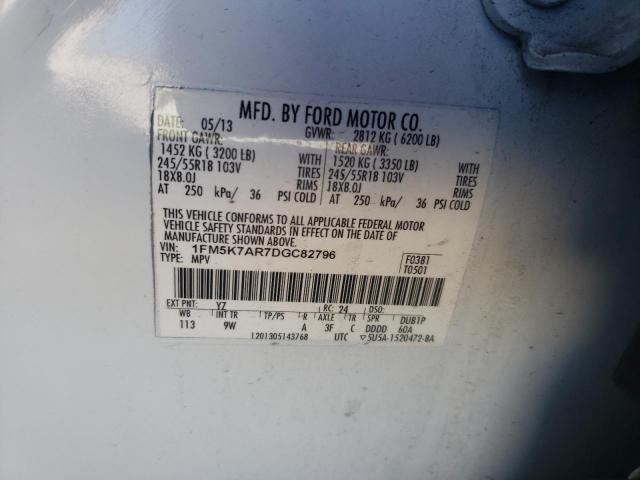 MFD. BY FORD MOTOR CO.
DATE: 05/13 GVWR: 2812 KG ( 6200 LB)
FRONT GAWR: REAR GAWR:
1452 KG ( 3200 LB) WITH 1520 KG ( 3350 LB) WITH
245/55R18 103V TIRES 245/55R18 103V TIRES
18X8.0J RIMS 18X8.0J RIMS
AT 250 kPa/ 36 PSI COLD AT 250 kPa/ 36 PSI COLD
THIS VEHICLE CONFORMS TO ALL APPLICABLE FEDERAL MOTOR
VEHICLE SAFETY STANDARDS IN EFFECT ON THE DATE OF
MANUFACTURE SHOWN ABOVE.
VIN: 1FM5K7AR7DGC82796 F0381
TYPE: MPV T0501
EXT PNT: YZ RC: 24 DSO:
WB INT TR TP/PS R AXLE TR SPR DUB1P
113 9W A 3F C DDDD 60A
1201305143768 UTC ▽5U5A-1520472-BA